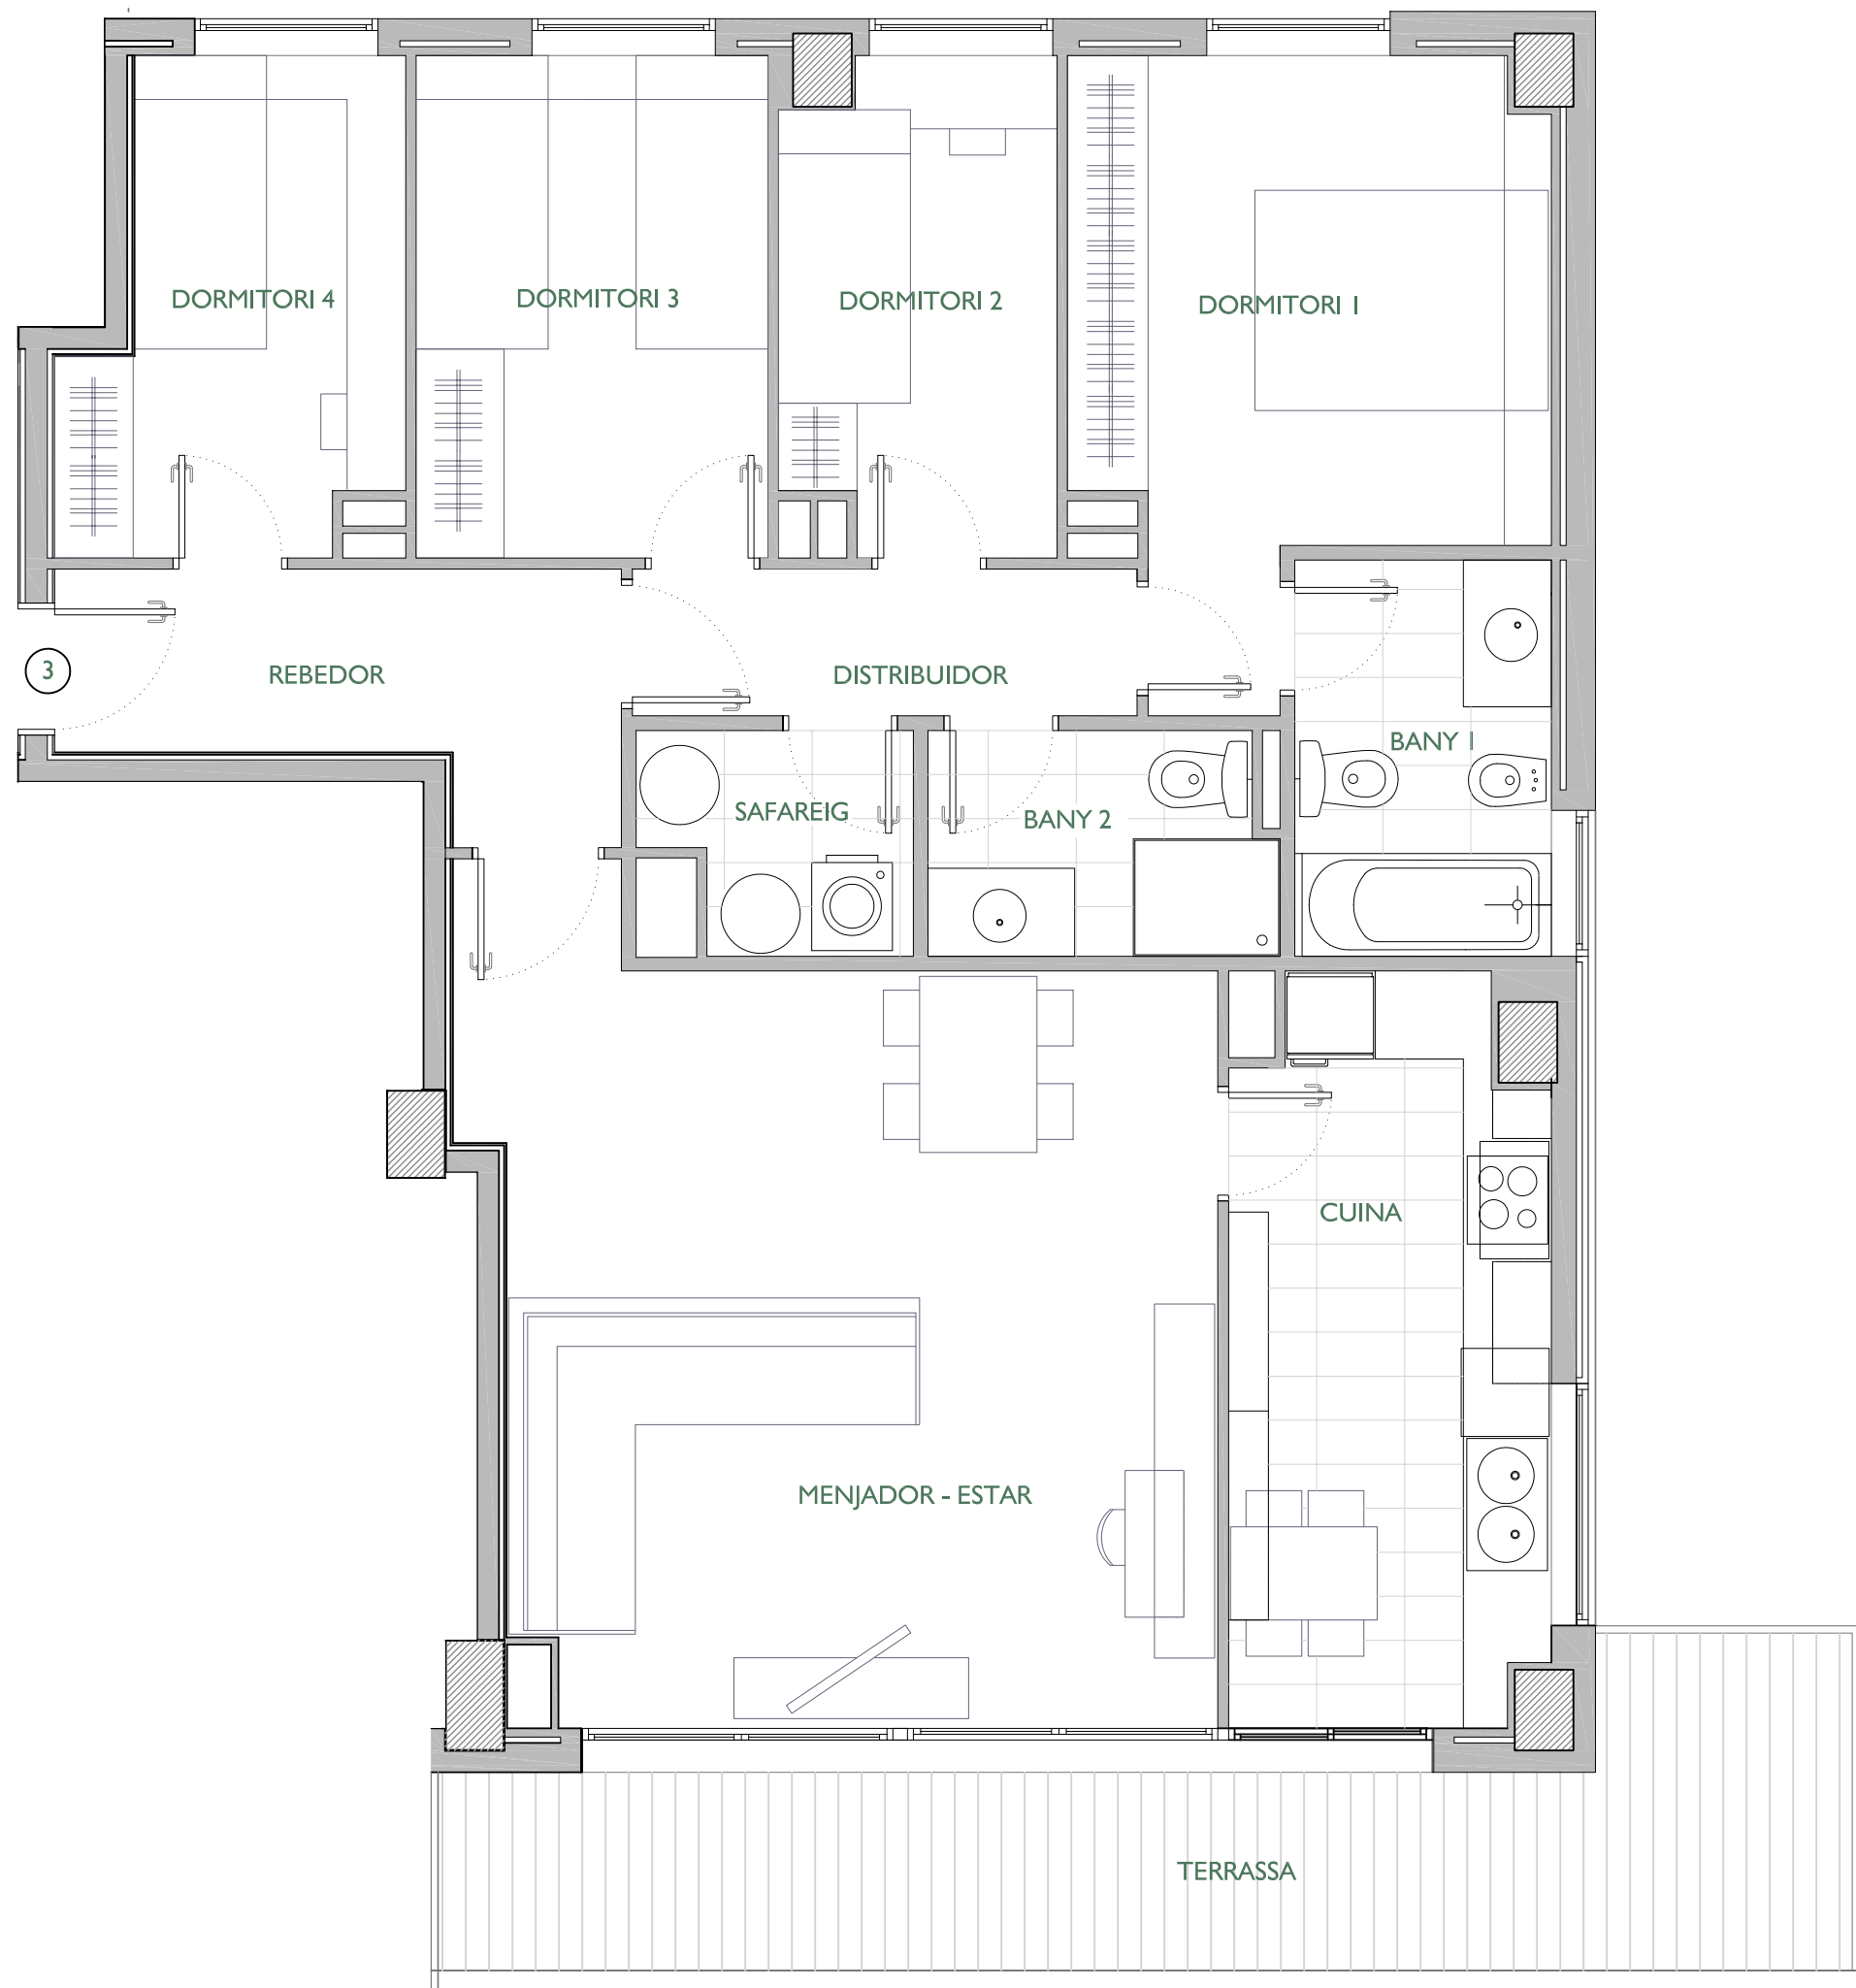 DORMITORI 4
DORMITORI 3
DORMITORI 2
DORMITORI 1
3
REBEDOR
DISTRIBUIDOR
BANY 1
SAFAREIG
BANY 2
CUINA
MENJADOR - ESTAR
TERRASSA